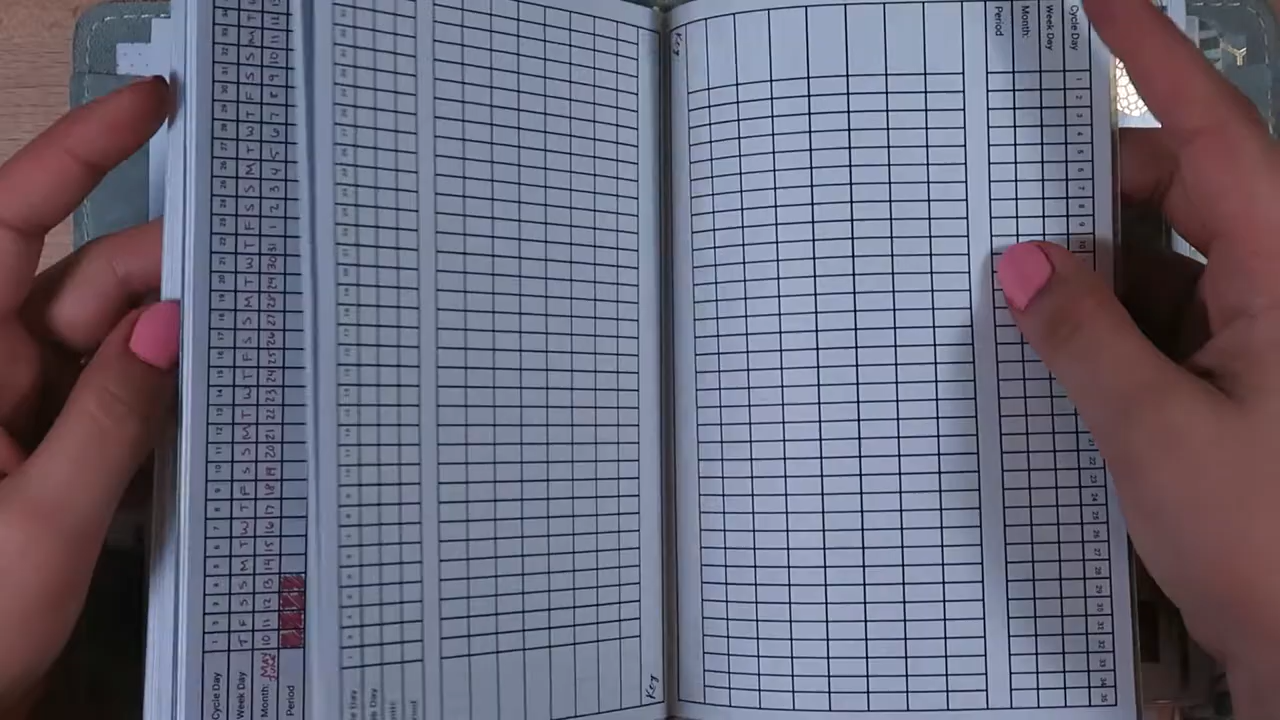 Cycle Day 1 2 3 4 5 6 7 8 9 10 11 12 13 14 15 16 17 18 19 20 21 22 23 24 25 26 27 28 29 30 31 32 33 34
Week Day T F S S M T W T F S S M T W T F S S M T W T F S S M T W T F S S M T
Month: MAY JUNE 10 11 12 13 14 15 16 17 18 19 20 21 22 23 24 25 26 27 28 29 30 31 1 2 3 4 5 6 7 8 9 10 11 12
Period
Key
Cycle Day 1 2 3 4 5 6 7 8 9 10 21 22 23 24 25 26 27 28 29 30 31 32 33 34 35
Week Day
Month:
Period
Key